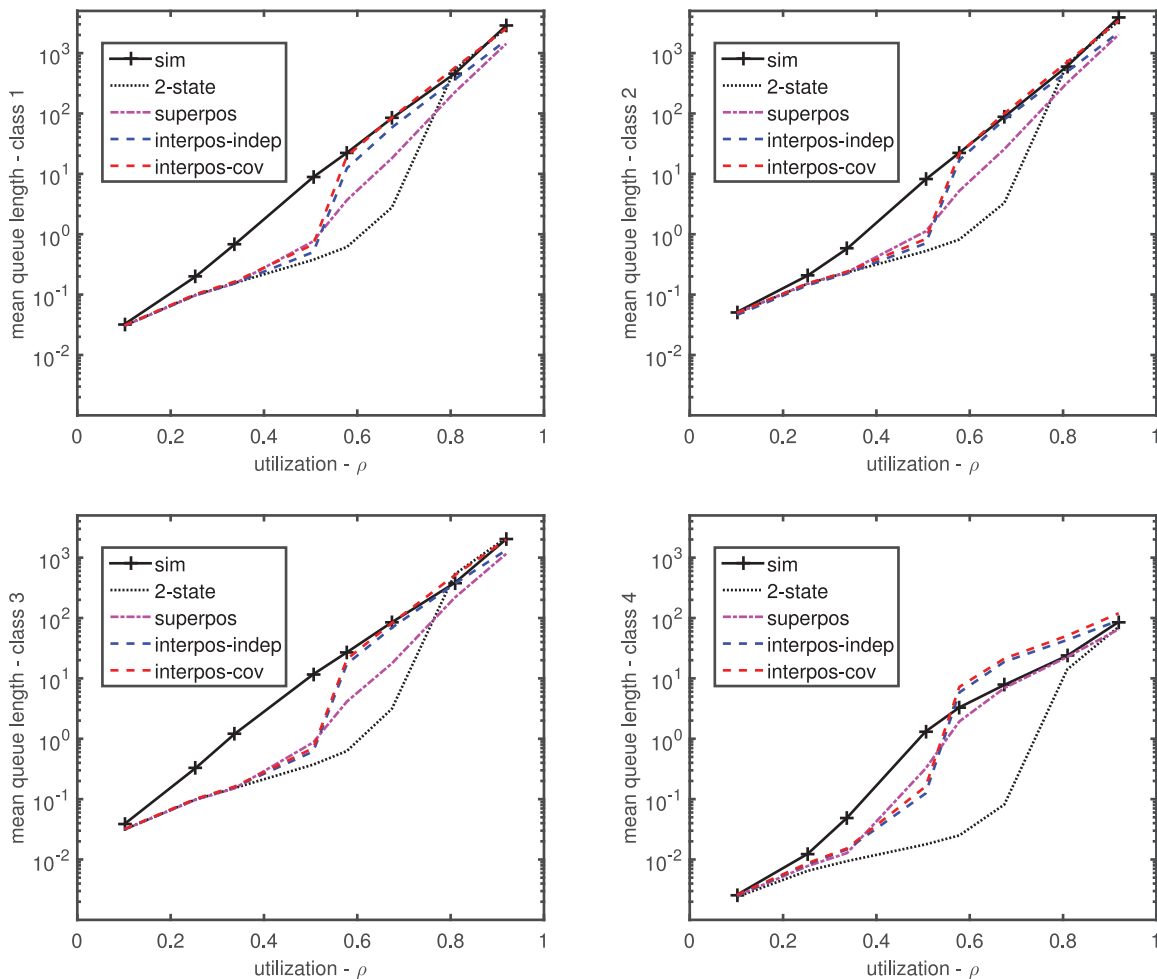 mean queue length - class 1
10^3
10^2
10^1
10^0
10^-1
10^-2
sim
2-state
superpos
interpos-indep
interpos-cov
0 0.2 0.4 0.6 0.8 1
utilization - ρ
mean queue length - class 2
10^3
10^2
10^1
10^0
10^-1
10^-2
sim
2-state
superpos
interpos-indep
interpos-cov
0 0.2 0.4 0.6 0.8 1
utilization - ρ
mean queue length - class 3
10^3
10^2
10^1
10^0
10^-1
10^-2
sim
2-state
superpos
interpos-indep
interpos-cov
0 0.2 0.4 0.6 0.8 1
utilization - ρ
mean queue length - class 4
10^3
10^2
10^1
10^0
10^-1
10^-2
sim
2-state
superpos
interpos-indep
interpos-cov
0 0.2 0.4 0.6 0.8 1
utilization - ρ